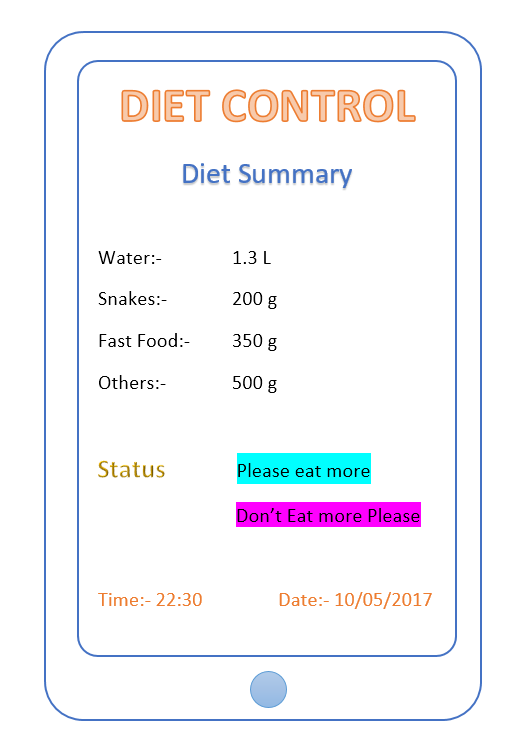 DIET CONTROL
Diet Summary
Water:- 1.3 L
Snakes:- 200 g
Fast Food:- 350 g
Others:- 500 g
Status Please eat more
Don’t Eat more Please
Time:- 22:30 Date:- 10/05/2017